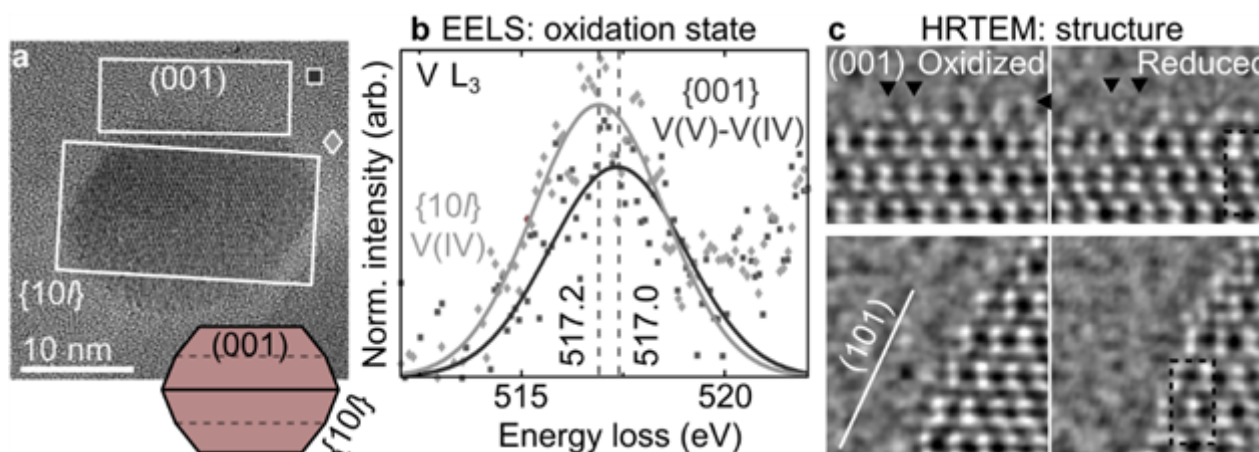 a
(001)
{10l}
10 nm
(001)
{10l}
b EELS: oxidation state
V L3
{001}
V(V)-V(IV)
{10l}
V(IV)
517.2.
517.0
515
520
Norm. intensity (arb.)
Energy loss (eV)
c HRTEM: structure
(001) Oxidized
Reduced
(101)